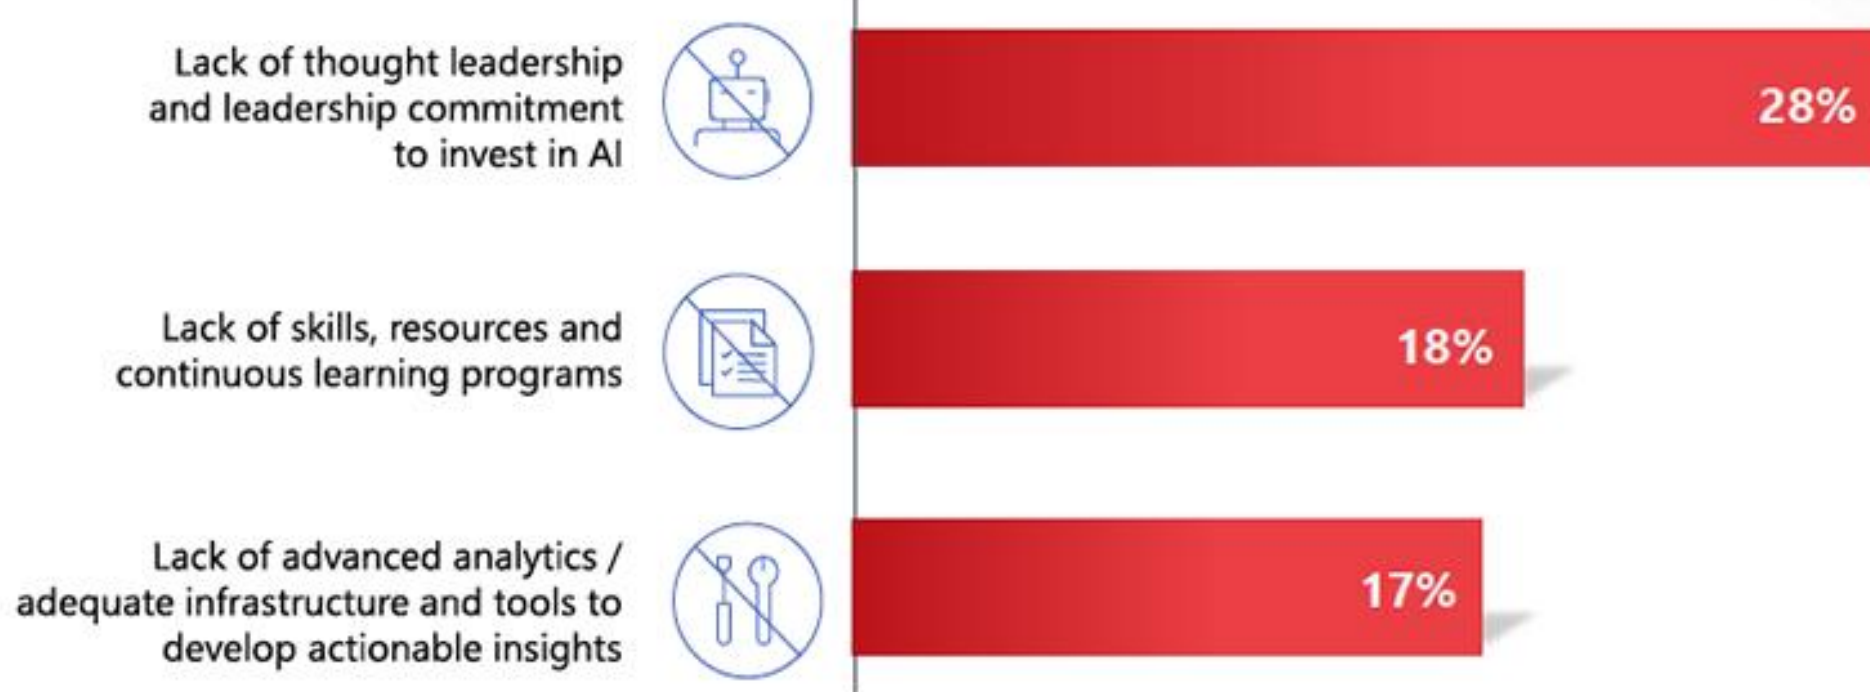 Lack of thought leadership
and leadership commitment
to invest in AI
28%
Lack of skills, resources and
continuous learning programs
18%
Lack of advanced analytics /
adequate infrastructure and tools to
develop actionable insights
17%